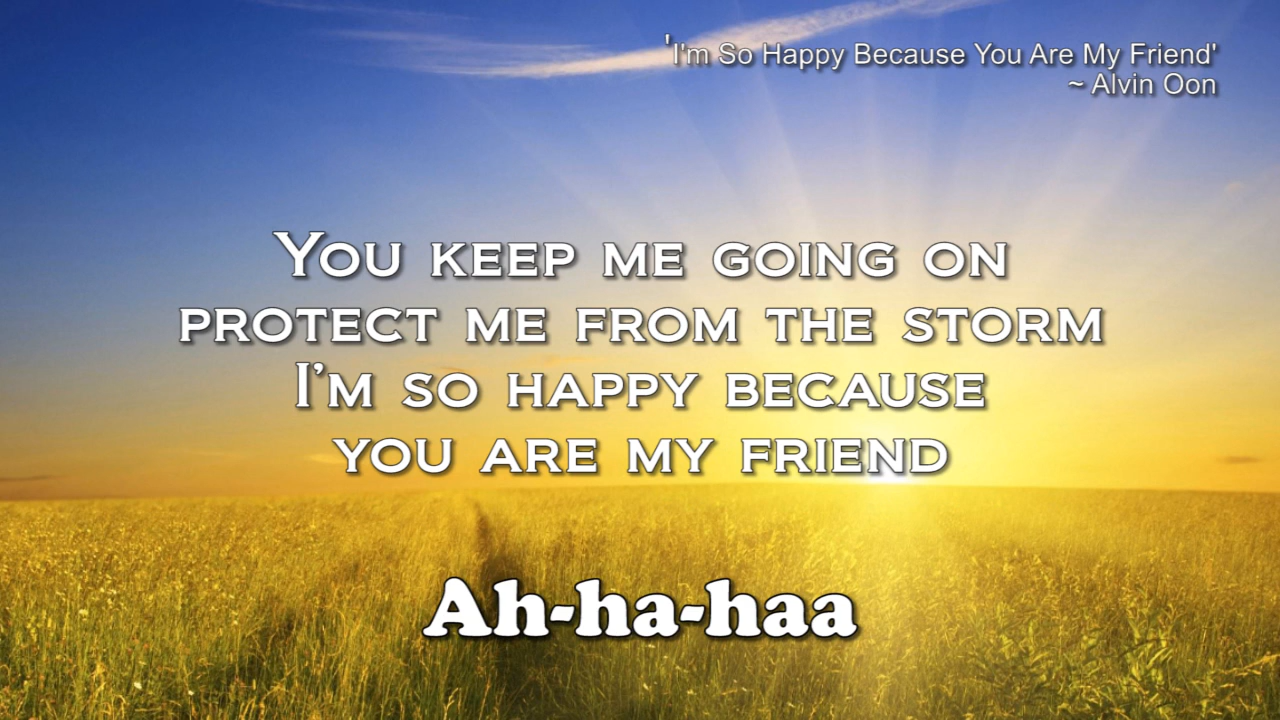 'I'm So Happy Because You Are My Friend'
~ Alvin Oon
You keep me going on
protect me from the storm
I'm so happy because
you are my friend
Ah-ha-haa